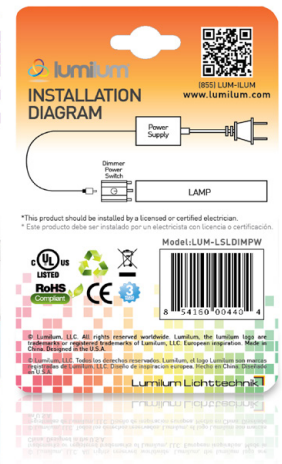 lumilum
(855) LUM-ILUM
www.lumilum.com
INSTALLATION
DIAGRAM
Power
Supply
Dimmer
Power
Switch
LAMP
*This product should be installed by a licensed or certified electrician.
* Este producto debe ser instalado por un electricista con licencia o certificación.
Model:LUM-LSLDIMPW
C UL US
LISTED
RoHS
Compliant
CE
3
8 54160 00440 4
© Lumilum, LLC. All rights reserved worldwide. Lumilum, the lumilum logo are
trademarks or registered trademarks of Lumilum, LLC. European inspiration. Made in
China. Designed in the U.S.A.
© Lumilum, LLC. Todos los derechos reservados. Lumilum, el logo Lumilum son marcas
registradas de Lumilum, LLC. Diseño de inspiracion europea. Hecho en China. Diseñado
en U.S.A.
Lumilum Lichttechnik